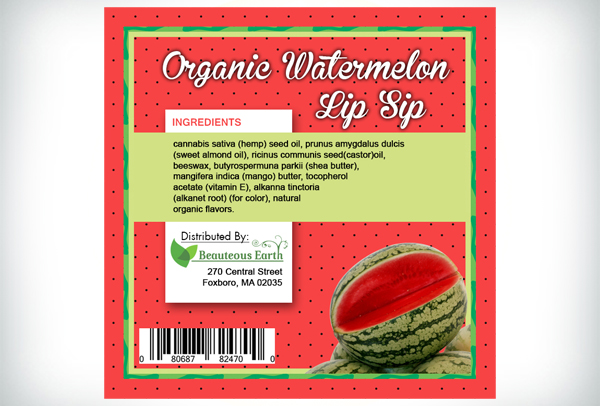 Organic Watermelon
Lip Sip
INGREDIENTS
cannabis sativa (hemp) seed oil, prunus amygdalus dulcis
(sweet almond oil), ricinus communis seed(castor)oil,
beeswax, butyrospermuna parkii (shea butter),
mangifera indica (mango) butter, tocopherol
acetate (vitamin E), alkanna tinctoria
(alkanet root) (for color), natural
organic flavors.
Distributed By:
Beauteous Earth
270 Central Street
Foxboro, MA 02035
0 80687 82470 0